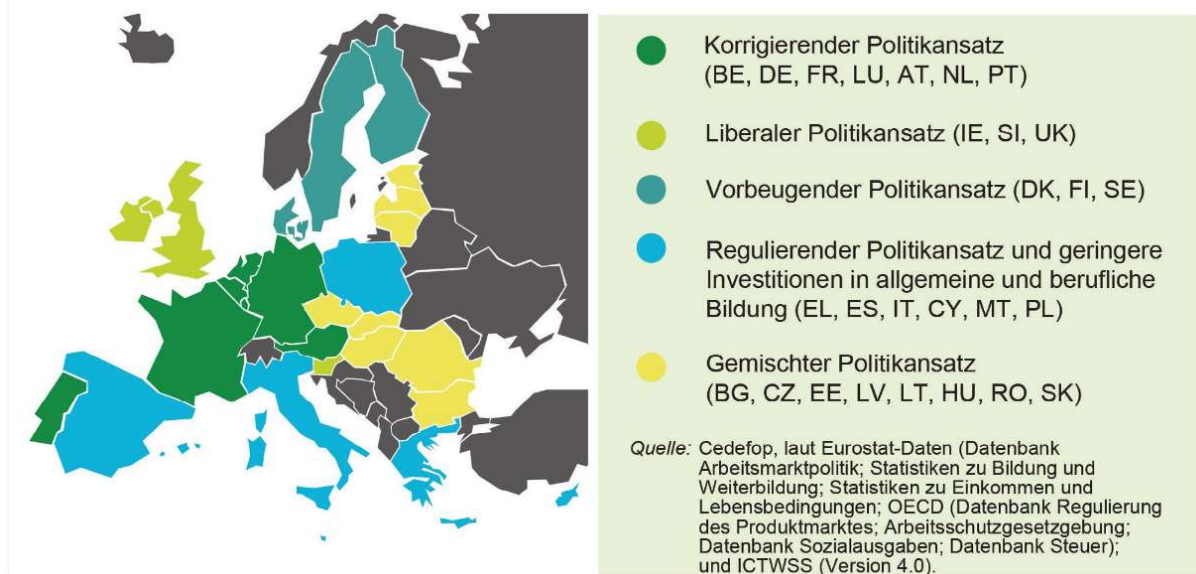 Korrigierender Politikansatz
(BE, DE, FR, LU, AT, NL, PT)
Liberaler Politikansatz (IE, SI, UK)
Vorbeugender Politikansatz (DK, FI, SE)
Regulierender Politikansatz und geringere
Investitionen in allgemeine und berufliche
Bildung (EL, ES, IT, CY, MT, PL)
Gemischter Politikansatz
(BG, CZ, EE, LV, LT, HU, RO, SK)
Quelle: Cedefop, laut Eurostat-Daten (Datenbank
Arbeitsmarktpolitik; Statistiken zu Bildung und
Weiterbildung; Statistiken zu Einkommen und
Lebensbedingungen; OECD (Datenbank Regulierung
des Produktmarktes; Arbeitsschutzgesetzgebung;
Datenbank Sozialausgaben; Datenbank Steuer);
und ICTWSS (Version 4.0).